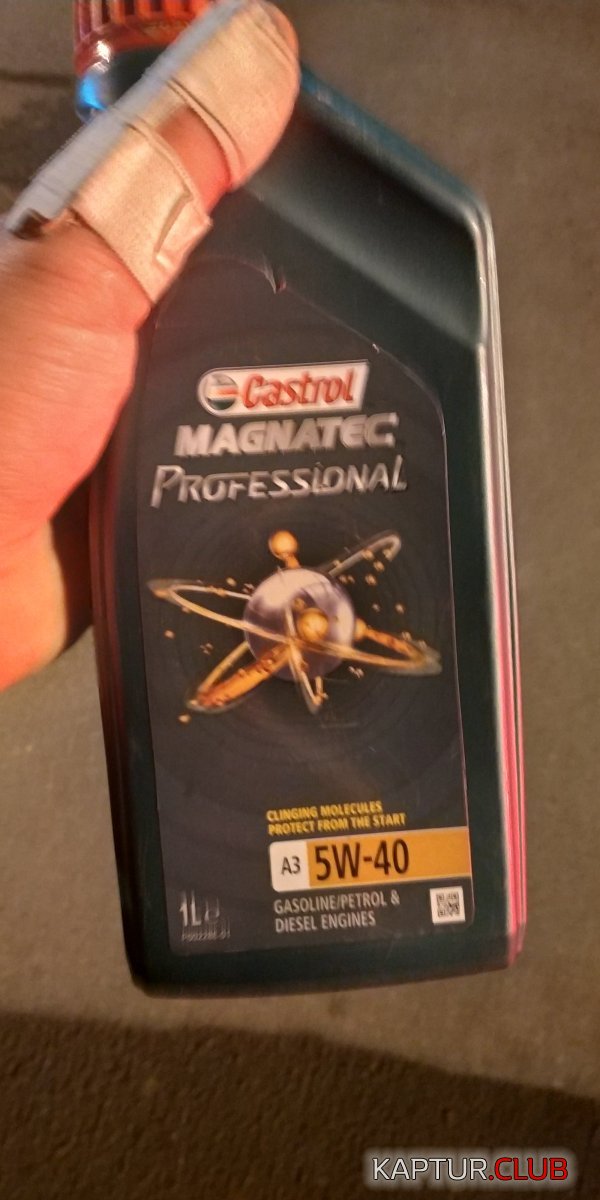 Castrol
MAGNATEC
PROFESSIONAL
CLINGING MOLECULES
PROTECT FROM THE START
A3 5W-40
GASOLINE/PETROL &
DIESEL ENGINES
1L
KAPTUR.CLUB